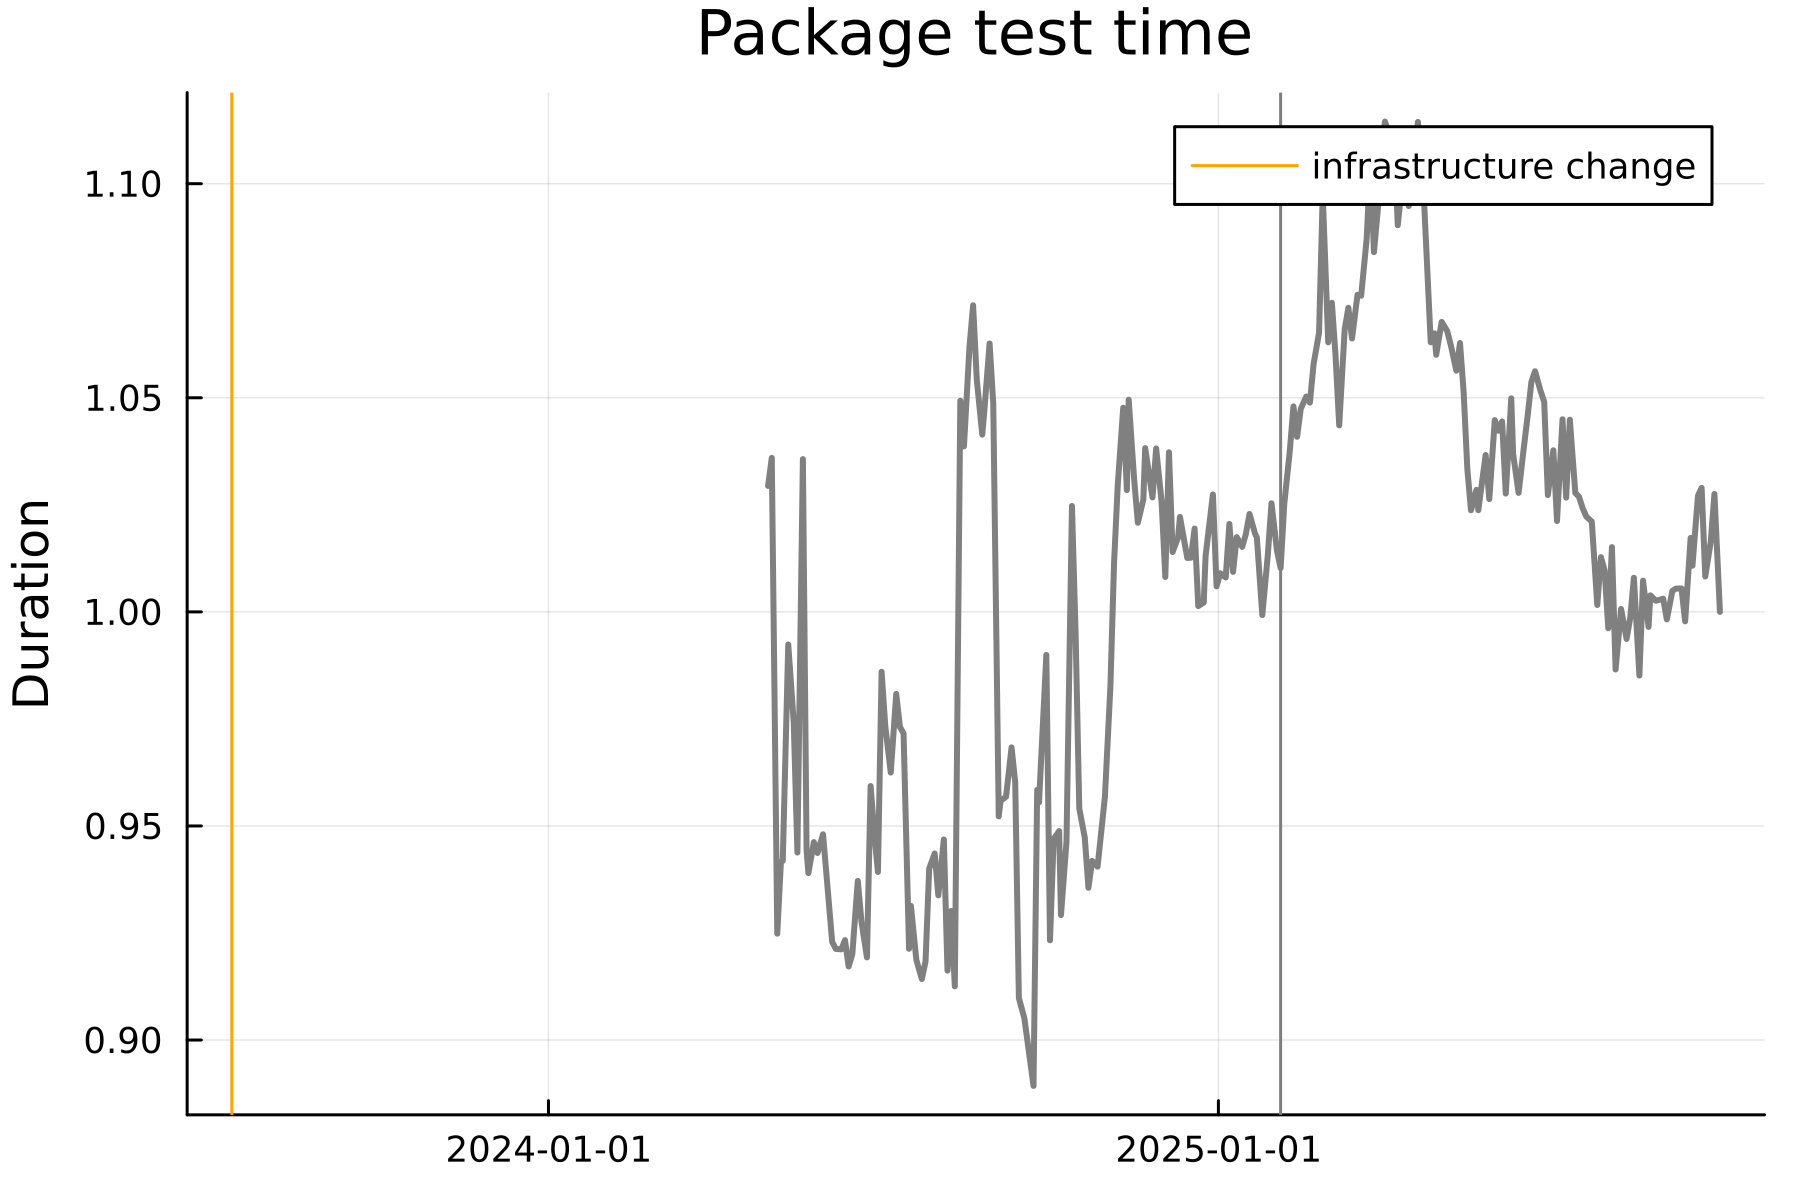 Package test time
infrastructure change
Duration
1.10
1.05
1.00
0.95
0.90
2024-01-01
2025-01-01